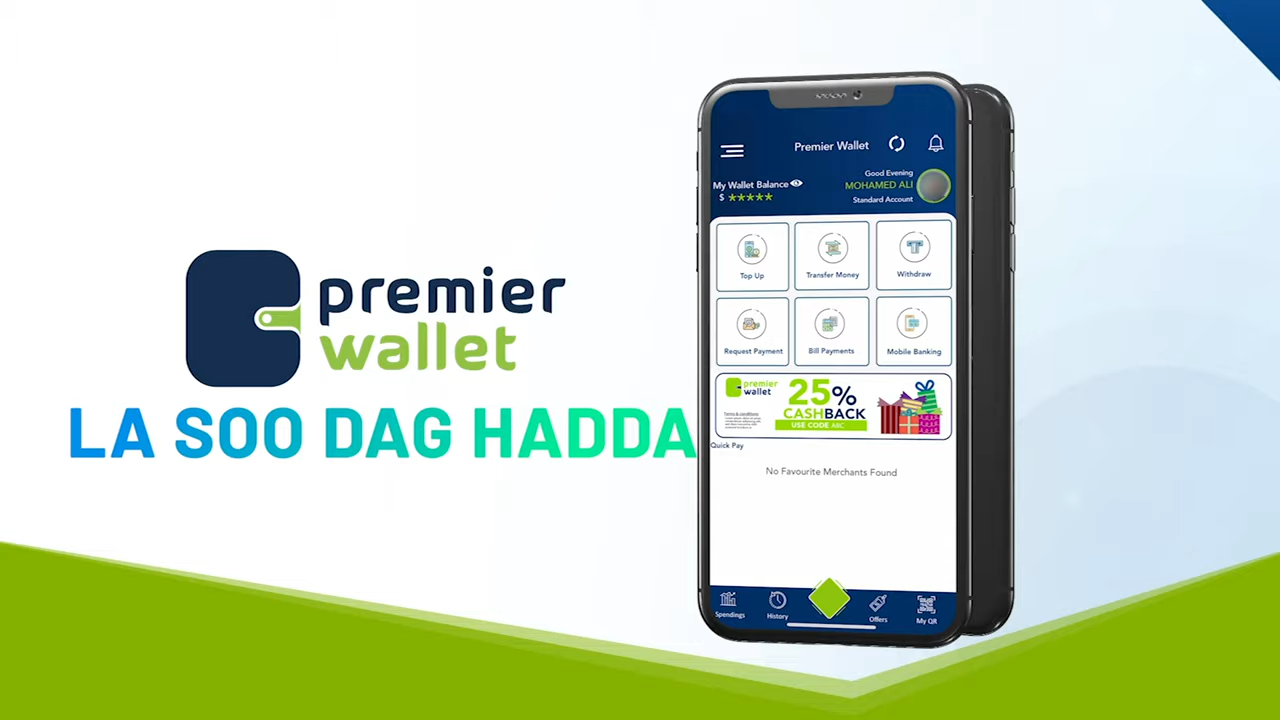 premier
wallet
LA SOO DAG HADDA
Premier Wallet
Good Evening
My Wallet Balance
MOHAMED ALI
$ *****
Standard Account
Top Up
Transfer Money
Withdraw
Request Payment
Bill Payments
Mobile Banking
premier
wallet
25%
CASHBACK
USE CODE ABC
Terms & conditions
Quick Pay
No Favourite Merchants Found
Spendings
History
Offers
My QR